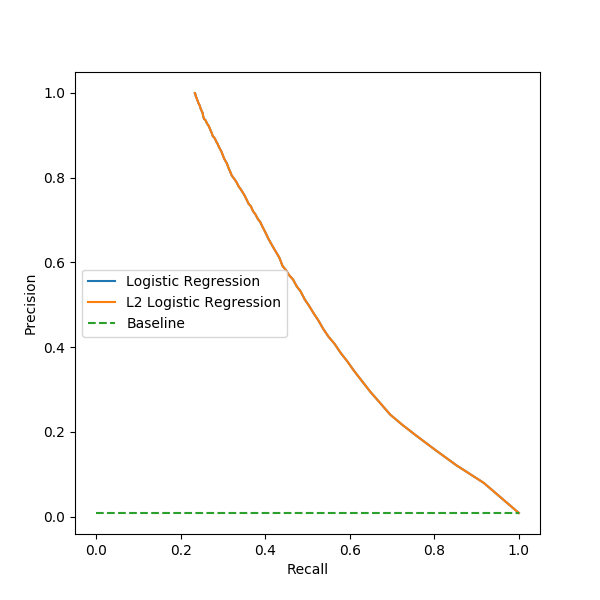 1.0
0.8
0.6
0.4
0.2
0.0
Precision
Logistic Regression
L2 Logistic Regression
Baseline
0.0 0.2 0.4 0.6 0.8 1.0
Recall